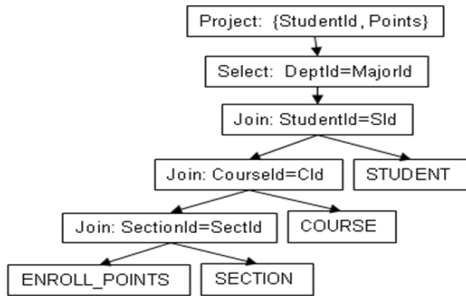 Project: {StudentId, Points}
Select: DeptId=MajorId
Join: StudentId=SId
Join: CourseId=CId
STUDENT
Join: SectionId=SectId
COURSE
ENROLL_POINTS
SECTION